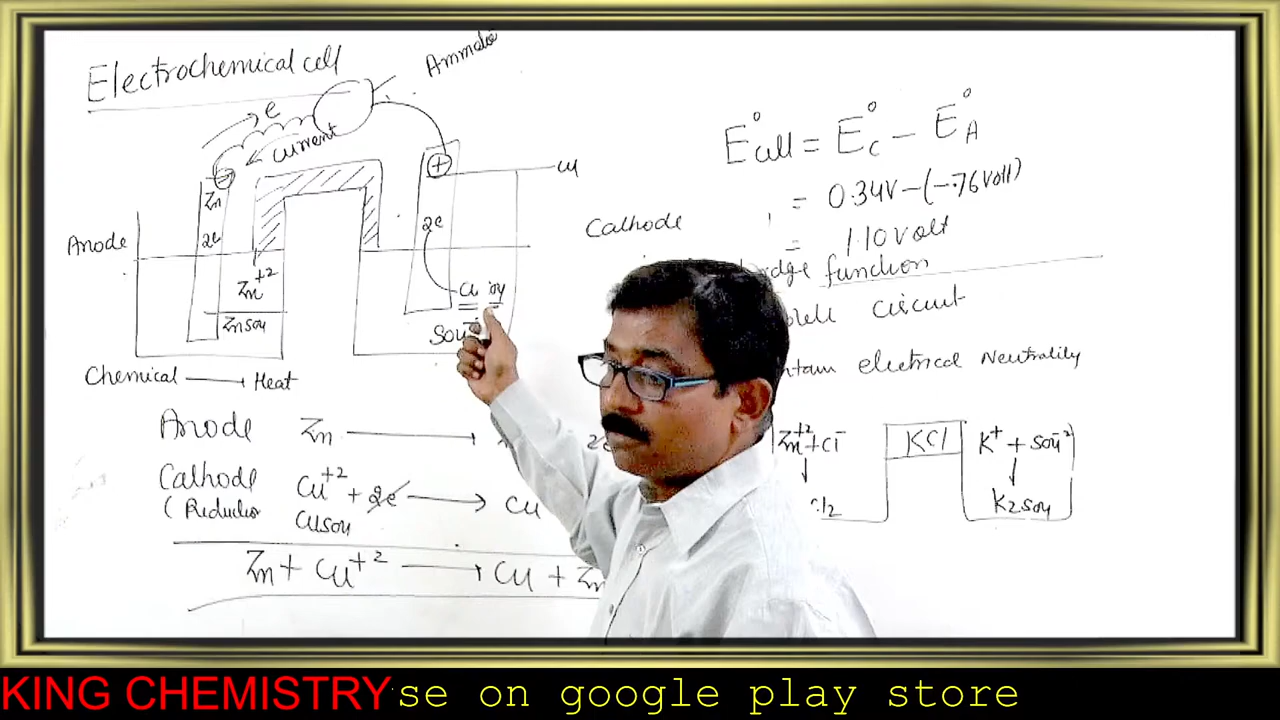 Electrochemical cell
Ammeter
e
current
Zn
2e
Anode
Zn+2
ZnSO4
+
Cu
2e
Cathode
SO4
Chemical → Heat
Anode Zn →
Cathode Cu+2 + 2e → Cu
(Reduction
CuSO4
Zn + Cu+2 → Cu + Zn
E°cell = E°C − E°A
= 0.34V − (−.76 Volt)
= 1.10 Volt
function
circuit
electrical Neutrality
Zn+2 + Cl−
KCl
K+ + SO4−2
↓
K2SO4
KING CHEMISTRY
se on google play store